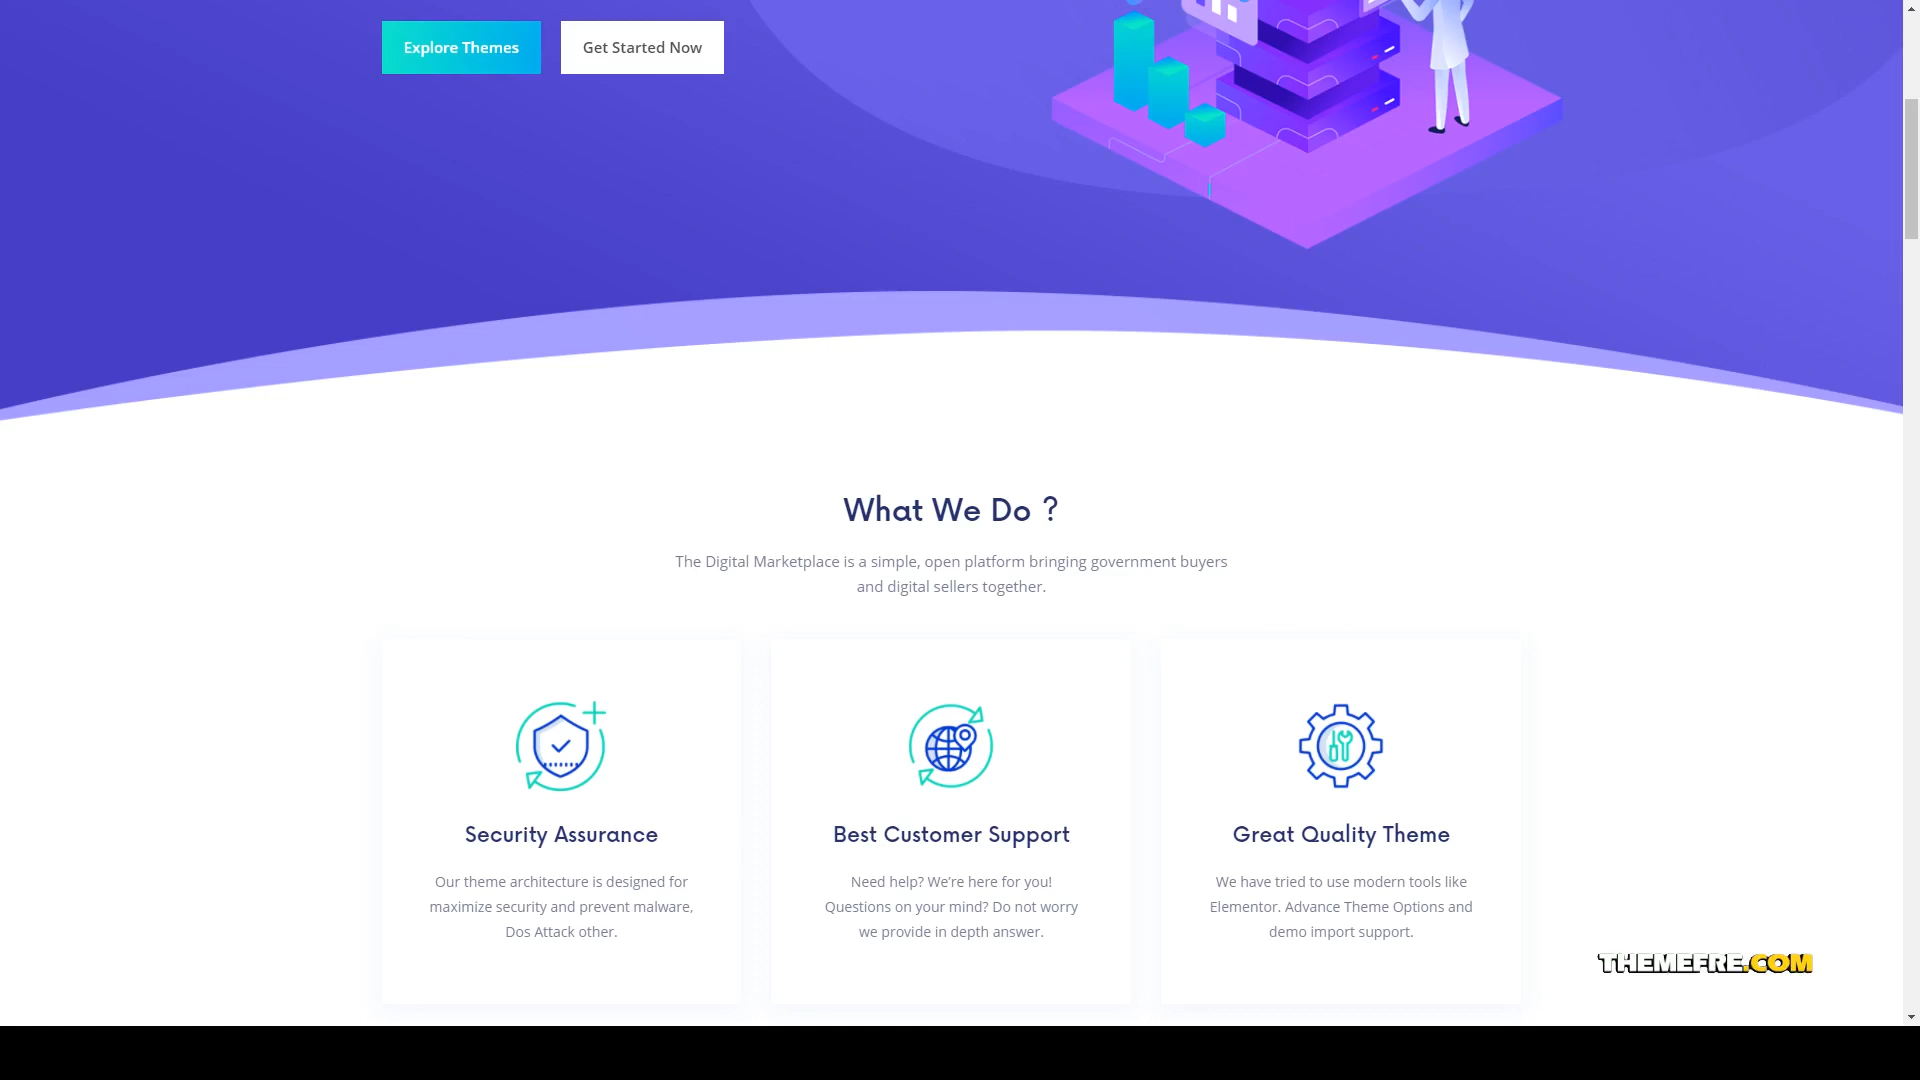 Explore Themes
Get Started Now
What We Do ?
The Digital Marketplace is a simple, open platform bringing government buyers
and digital sellers together.
Security Assurance
Our theme architecture is designed for
maximize security and prevent malware,
Dos Attack other.
Best Customer Support
Need help? We’re here for you!
Questions on your mind? Do not worry
we provide in depth answer.
Great Quality Theme
We have tried to use modern tools like
Elementor. Advance Theme Options and
demo import support.
THEMEFRE.COM